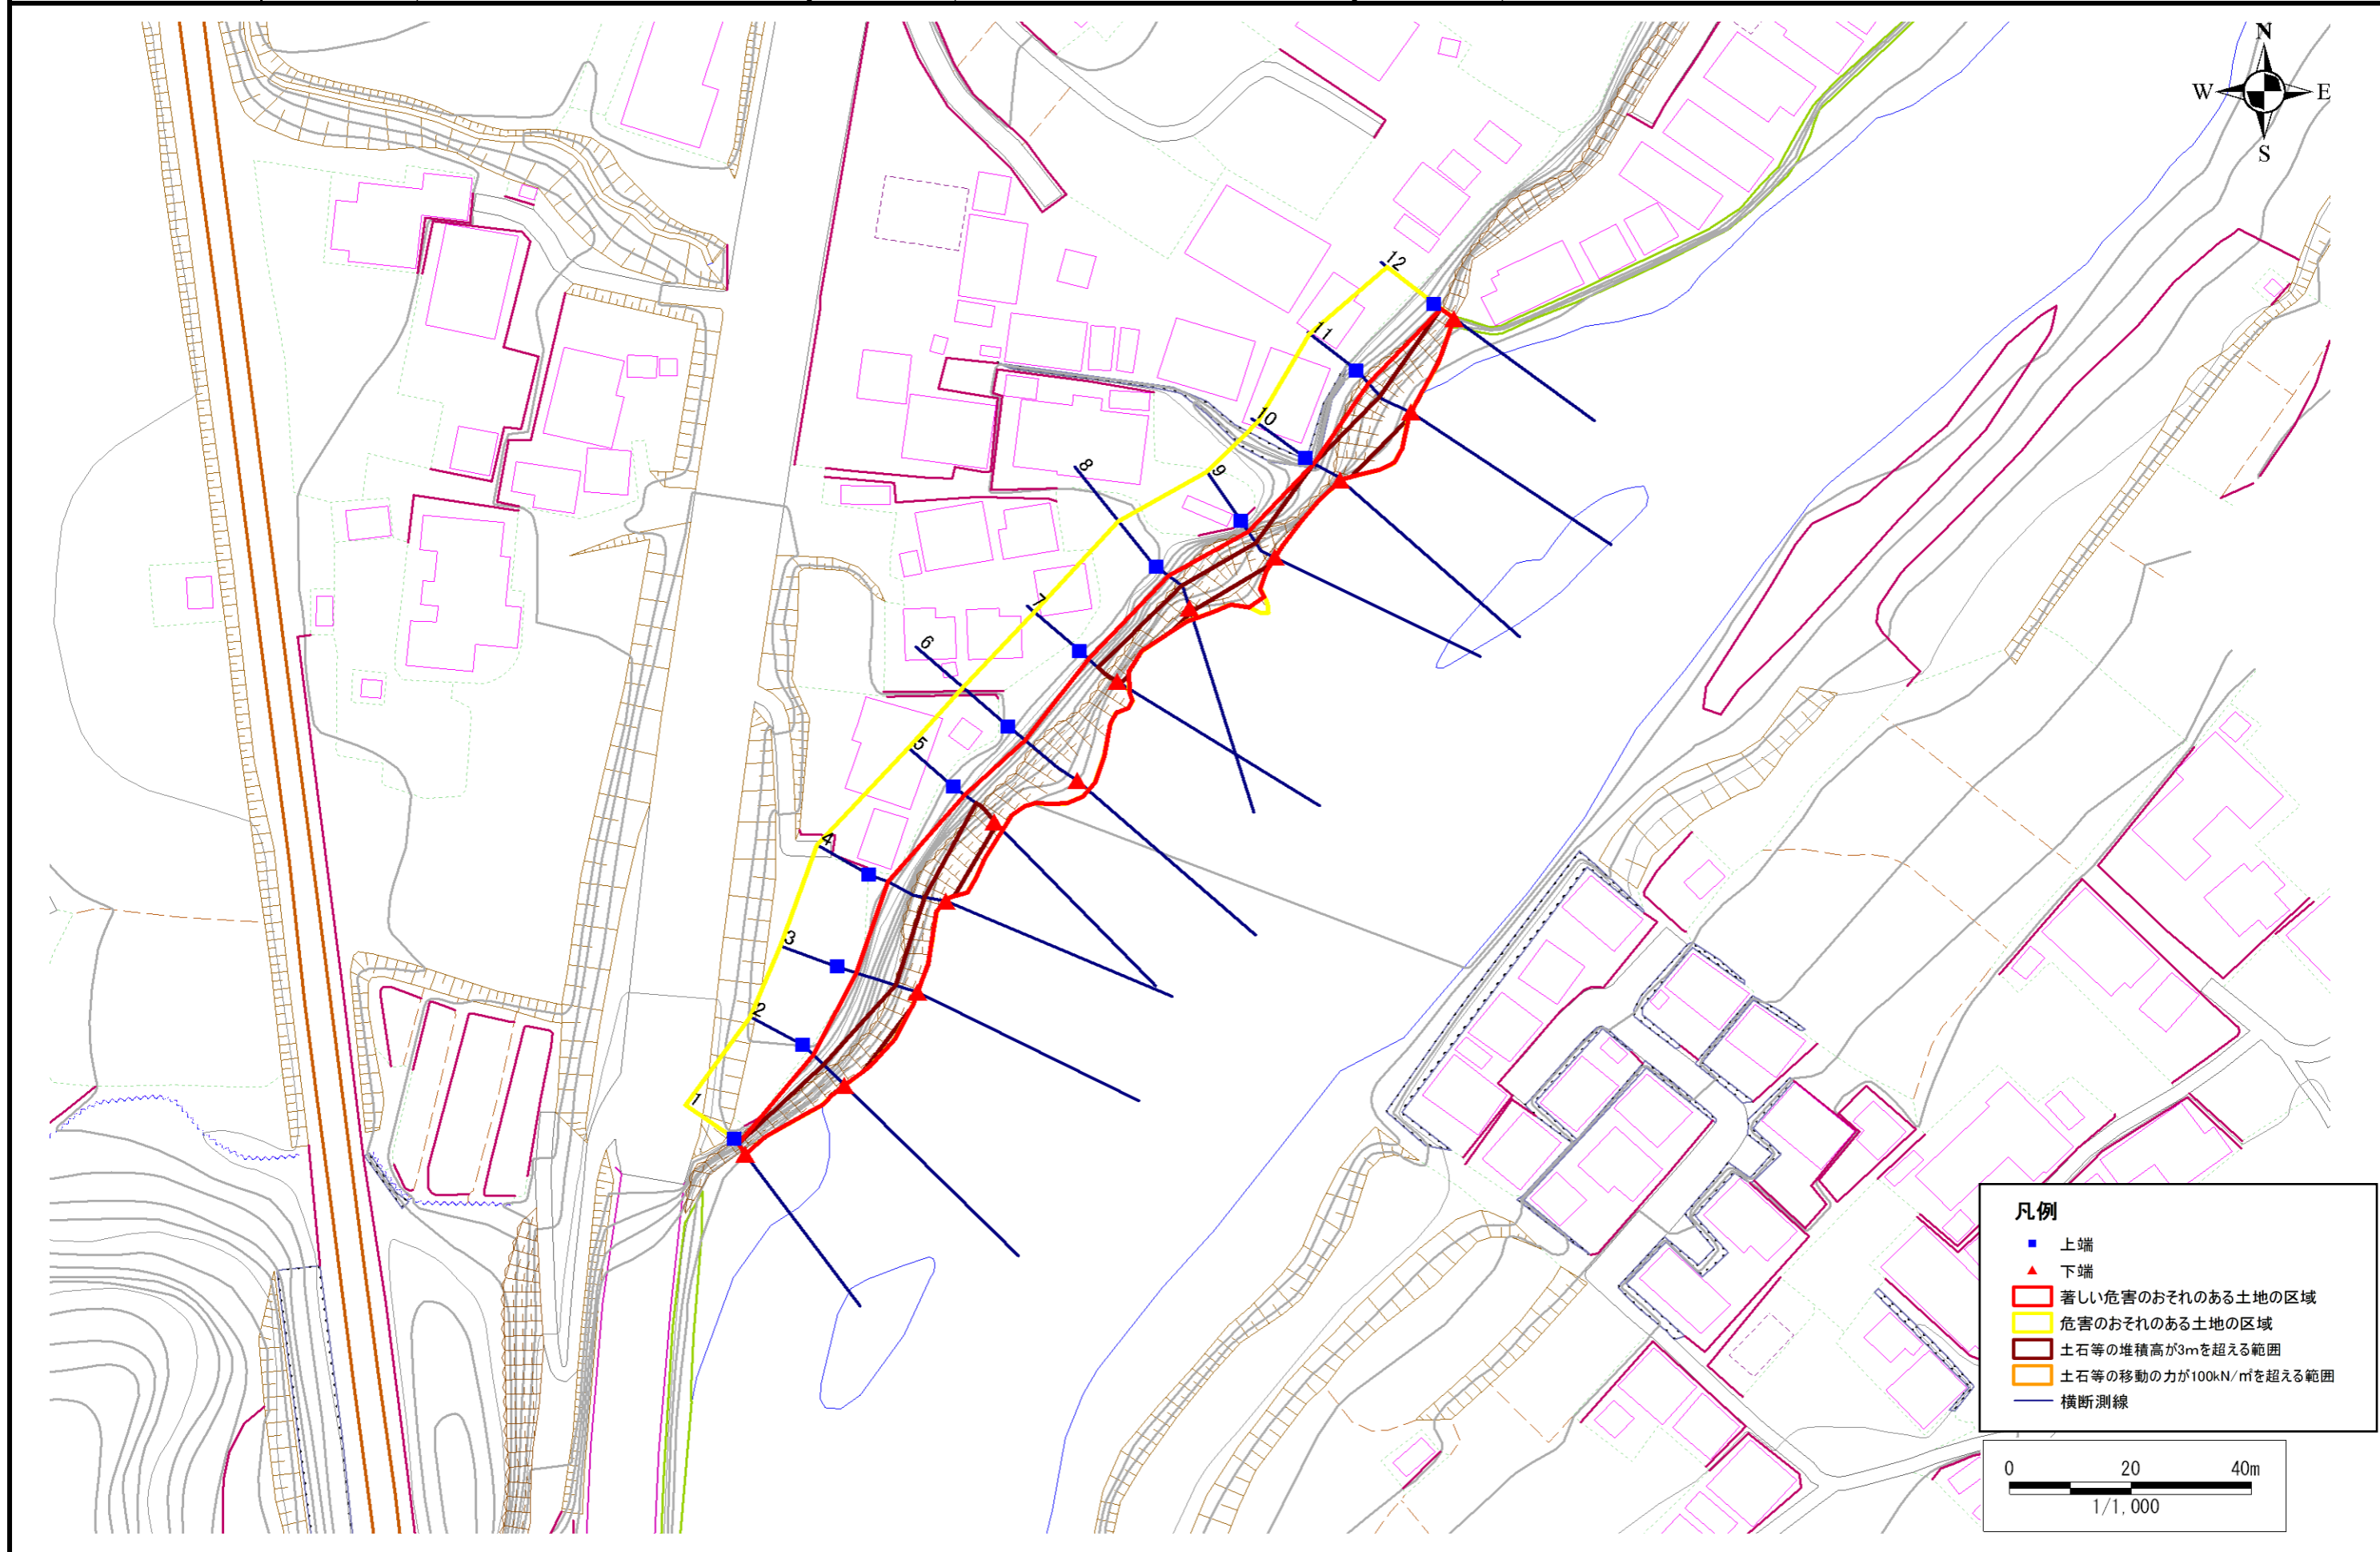 N
W E
S
12
11
10
9
8
7
6
5
4
3
2
1
凡例
上端
下端
著しい危害のおそれのある土地の区域
危害のおそれのある土地の区域
土石等の堆積高が3mを超える範囲
土石等の移動の力が100kN/㎡を超える範囲
横断測線
0 20 40m
1/1,000